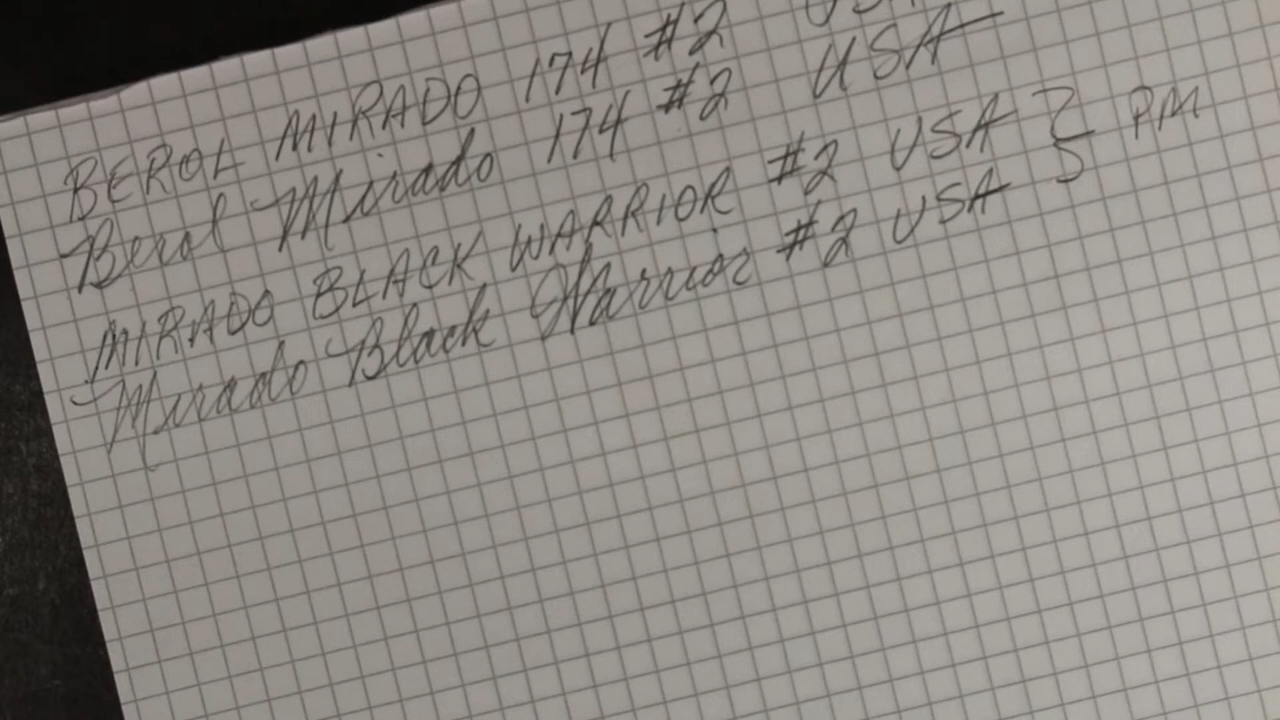 BEROL MIRADO 174 #2 USA
Berol Mirado 174 #2 USA
MIRADO BLACK WARRIOR #2 USA } PM
Mirado Black Warrior #2 USA